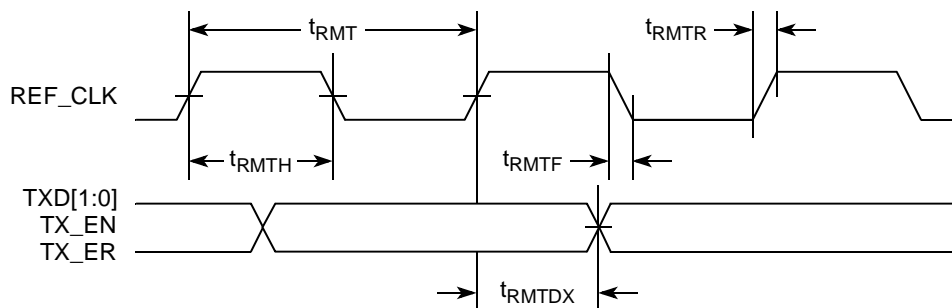 tRMT
tRMTR
REF_CLK
tRMTH
tRMTF
TXD[1:0]
TX_EN
TX_ER
tRMTDX